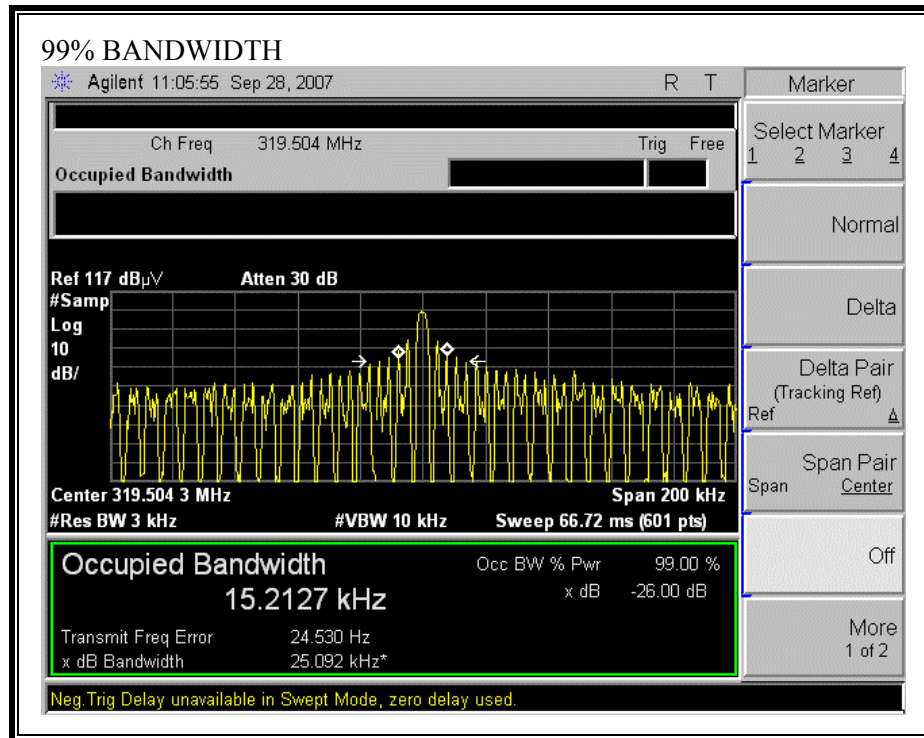 99% BANDWIDTH
Agilent 11:05:55 Sep 28, 2007 R T
Ch Freq 319.504 MHz Trig Free
Occupied Bandwidth
Ref 117 dBµV Atten 30 dB
#Samp
Log
10
dB/
Center 319.504 3 MHz Span 200 kHz
#Res BW 3 kHz #VBW 10 kHz Sweep 66.72 ms (601 pts)
Occupied Bandwidth Occ BW % Pwr 99.00 %
15.2127 kHz x dB -26.00 dB
Transmit Freq Error 24.530 Hz
x dB Bandwidth 25.092 kHz*
Neg.Trig Delay unavailable in Swept Mode, zero delay used.
Marker
Select Marker
1 2 3 4
Normal
Delta
Delta Pair
(Tracking Ref)
Ref Δ
Span Pair
Span Center
Off
More
1 of 2